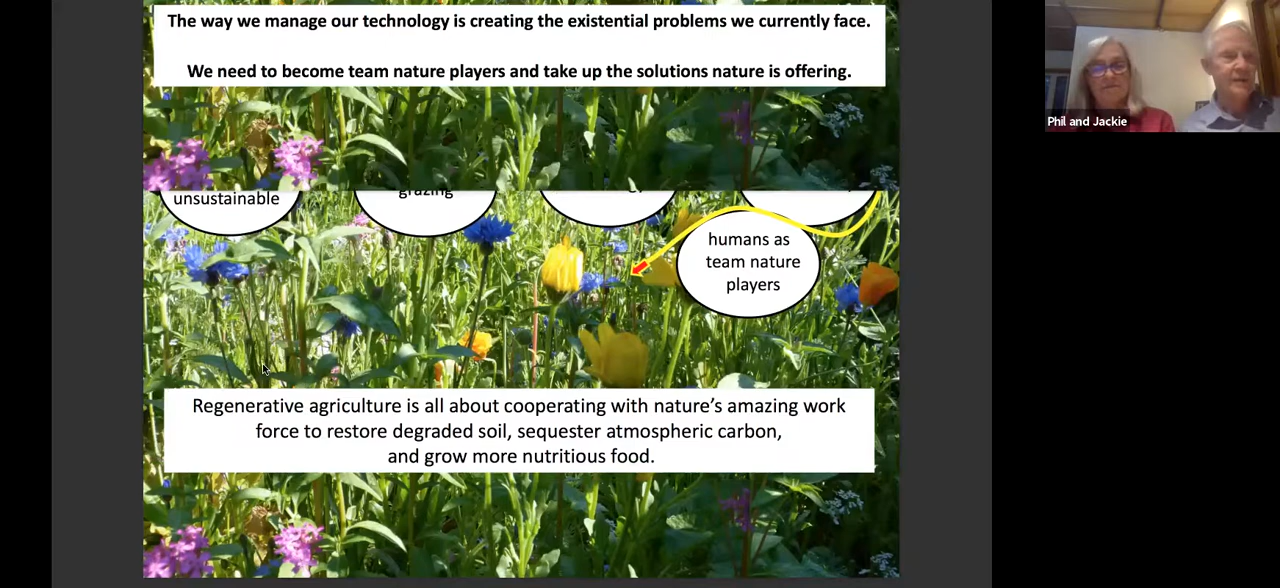 The way we manage our technology is creating the existential problems we currently face.
We need to become team nature players and take up the solutions nature is offering.
Phil and Jackie
unsustainable
grazing
humans as
team nature
players
Regenerative agriculture is all about cooperating with nature’s amazing work
force to restore degraded soil, sequester atmospheric carbon,
and grow more nutritious food.